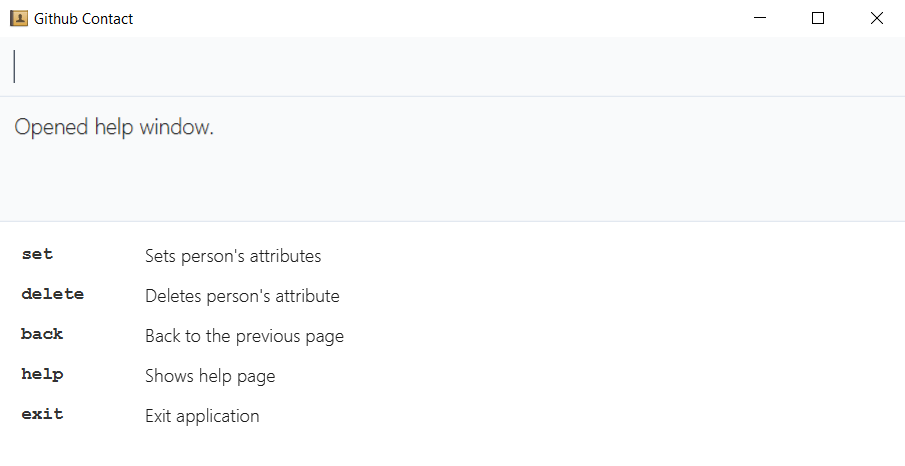 Github Contact
Opened help window.
set Sets person's attributes
delete Deletes person's attribute
back Back to the previous page
help Shows help page
exit Exit application